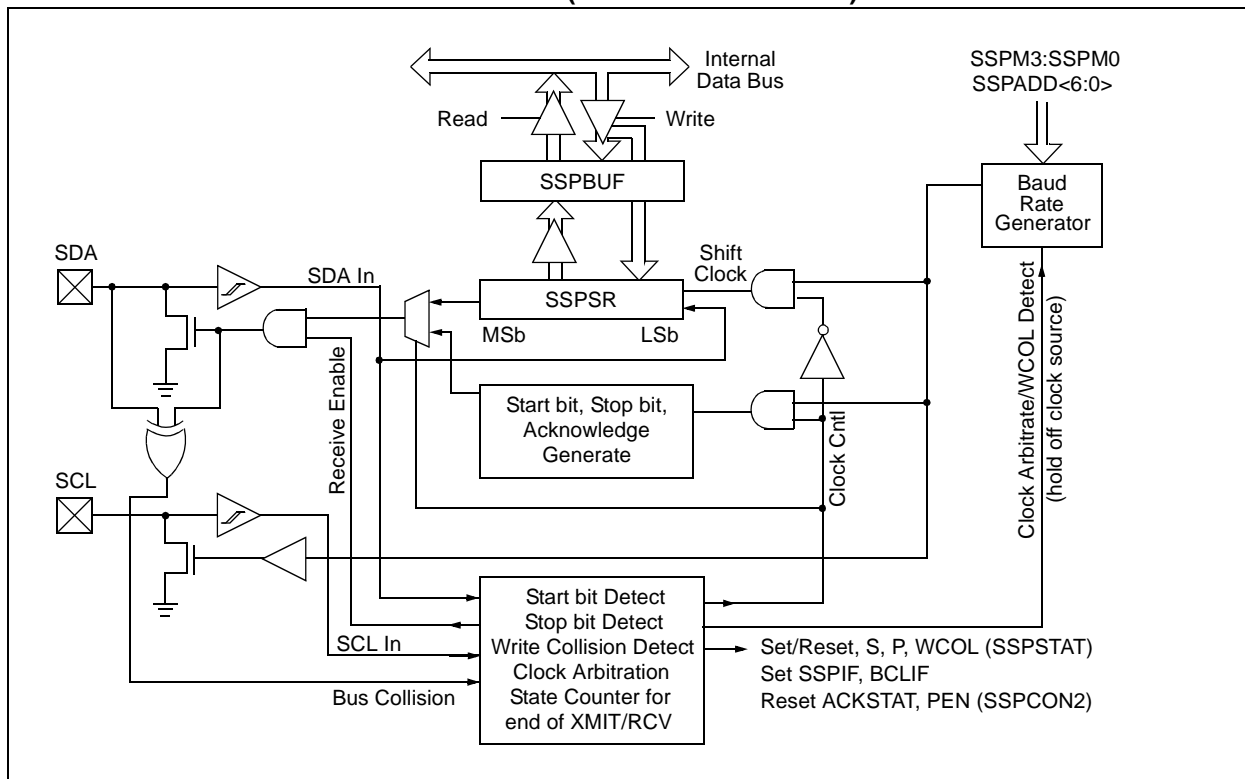 Internal
Data Bus
SSPM3:SSPM0
SSPADD<6:0>
Read
Write
SSPBUF
Baud
Rate
Generator
SDA
Shift
Clock
SDA In
SSPSR
MSb
LSb
Receive Enable
Start bit, Stop bit,
Acknowledge
Generate
Clock Cntl
Clock Arbitrate/WCOL Detect
(hold off clock source)
SCL
SCL In
Bus Collision
Start bit Detect
Stop bit Detect
Write Collision Detect
Clock Arbitration
State Counter for
end of XMIT/RCV
Set/Reset, S, P, WCOL (SSPSTAT)
Set SSPIF, BCLIF
Reset ACKSTAT, PEN (SSPCON2)